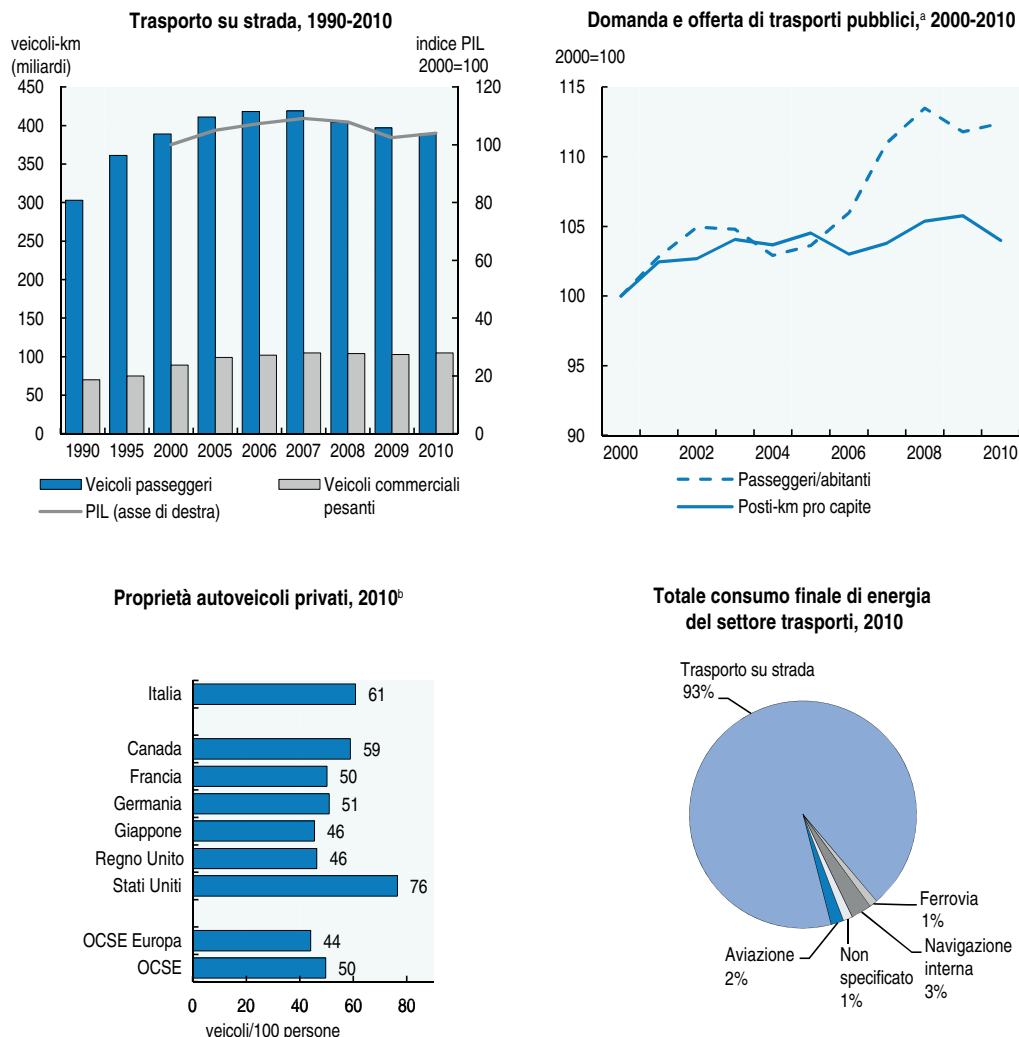 Trasporto su strada, 1990-2010
veicoli-km
(miliardi)
indice PIL
2000=100
450
400
350
300
250
200
150
100
50
0
120
100
80
60
40
20
0
1990 1995 2000 2005 2006 2007 2008 2009 2010
Veicoli passeggeri
Veicoli commerciali
pesanti
PIL (asse di destra)
Domanda e offerta di trasporti pubblici,ᵃ 2000-2010
2000=100
115
110
105
100
95
90
2000 2002 2004 2006 2008 2010
Passeggeri/abitanti
Posti-km pro capite
Proprietà autoveicoli privati, 2010ᵇ
Italia 61
Canada 59
Francia 50
Germania 51
Giappone 46
Regno Unito 46
Stati Uniti 76
OCSE Europa 44
OCSE 50
0 20 40 60 80
veicoli/100 persone
Totale consumo finale di energia
del settore trasporti, 2010
Trasporto su strada
93%
Ferrovia
1%
Navigazione
interna
3%
Non
specificato
1%
Aviazione
2%